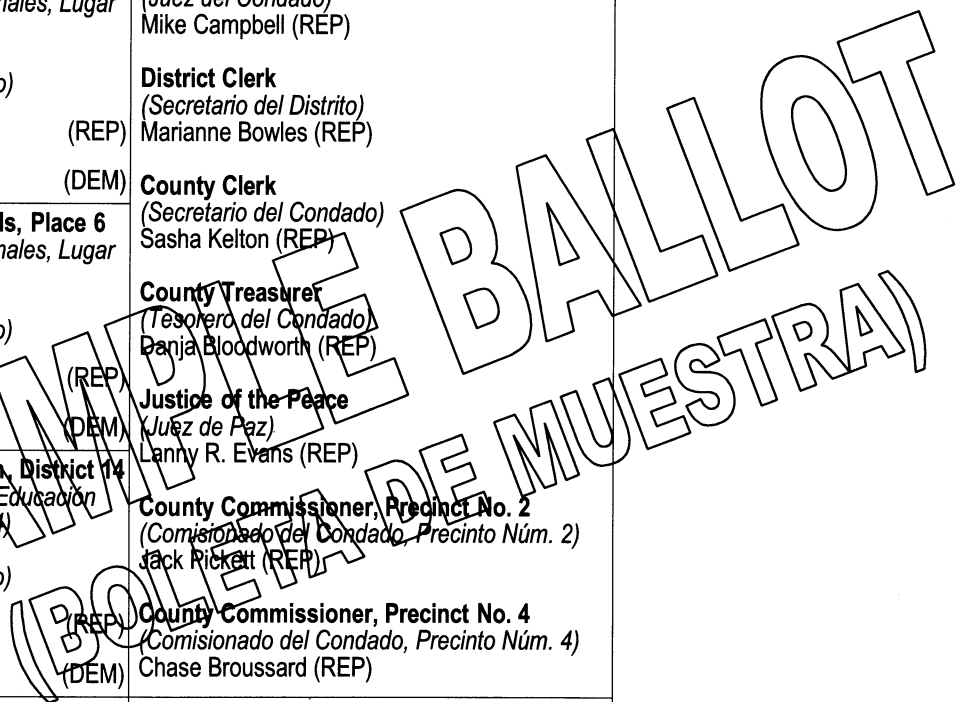 nales, Lugar
o)
(REP)
(DEM)
ls, Place 6
nales, Lugar
o)
(REP)
(DEM)
n, District 14
Educación
o)
(REP)
(DEM)
(Juez del Condado)
Mike Campbell (REP)
District Clerk
(Secretario del Distrito)
Marianne Bowles (REP)
County Clerk
(Secretario del Condado)
Sasha Kelton (REP)
County Treasurer
(Tesorero del Condado)
Danja Bloodworth (REP)
Justice of the Peace
(Juez de Paz)
Lanny R. Evans (REP)
County Commissioner, Precinct No. 2
(Comisionado del Condado, Precinto Núm. 2)
Jack Pickett (REP)
County Commissioner, Precinct No. 4
(Comisionado del Condado, Precinto Núm. 4)
Chase Broussard (REP)
AMPLE BALLOT
(BOLETA DE MUESTRA)